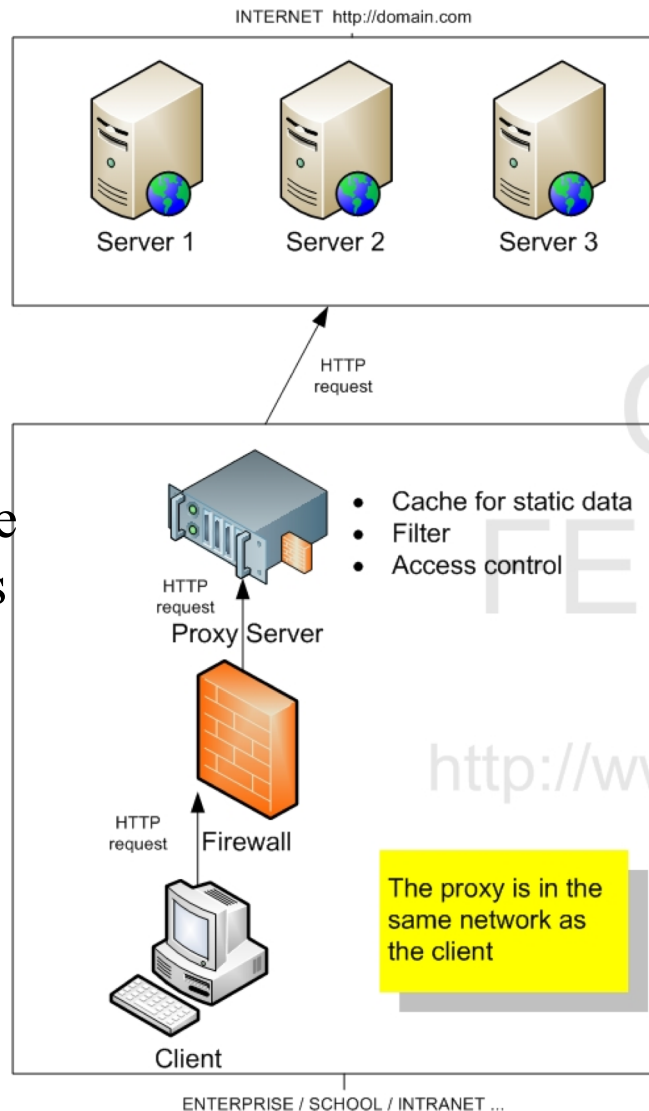 INTERNET http://domain.com
Server 1
Server 2
Server 3
HTTP
request
• Cache for static data
• Filter
• Access control
HTTP
request
Proxy Server
http://w
HTTP
request
Firewall
The proxy is in the
same network as
the client
Client
ENTERPRISE / SCHOOL / INTRANET ...